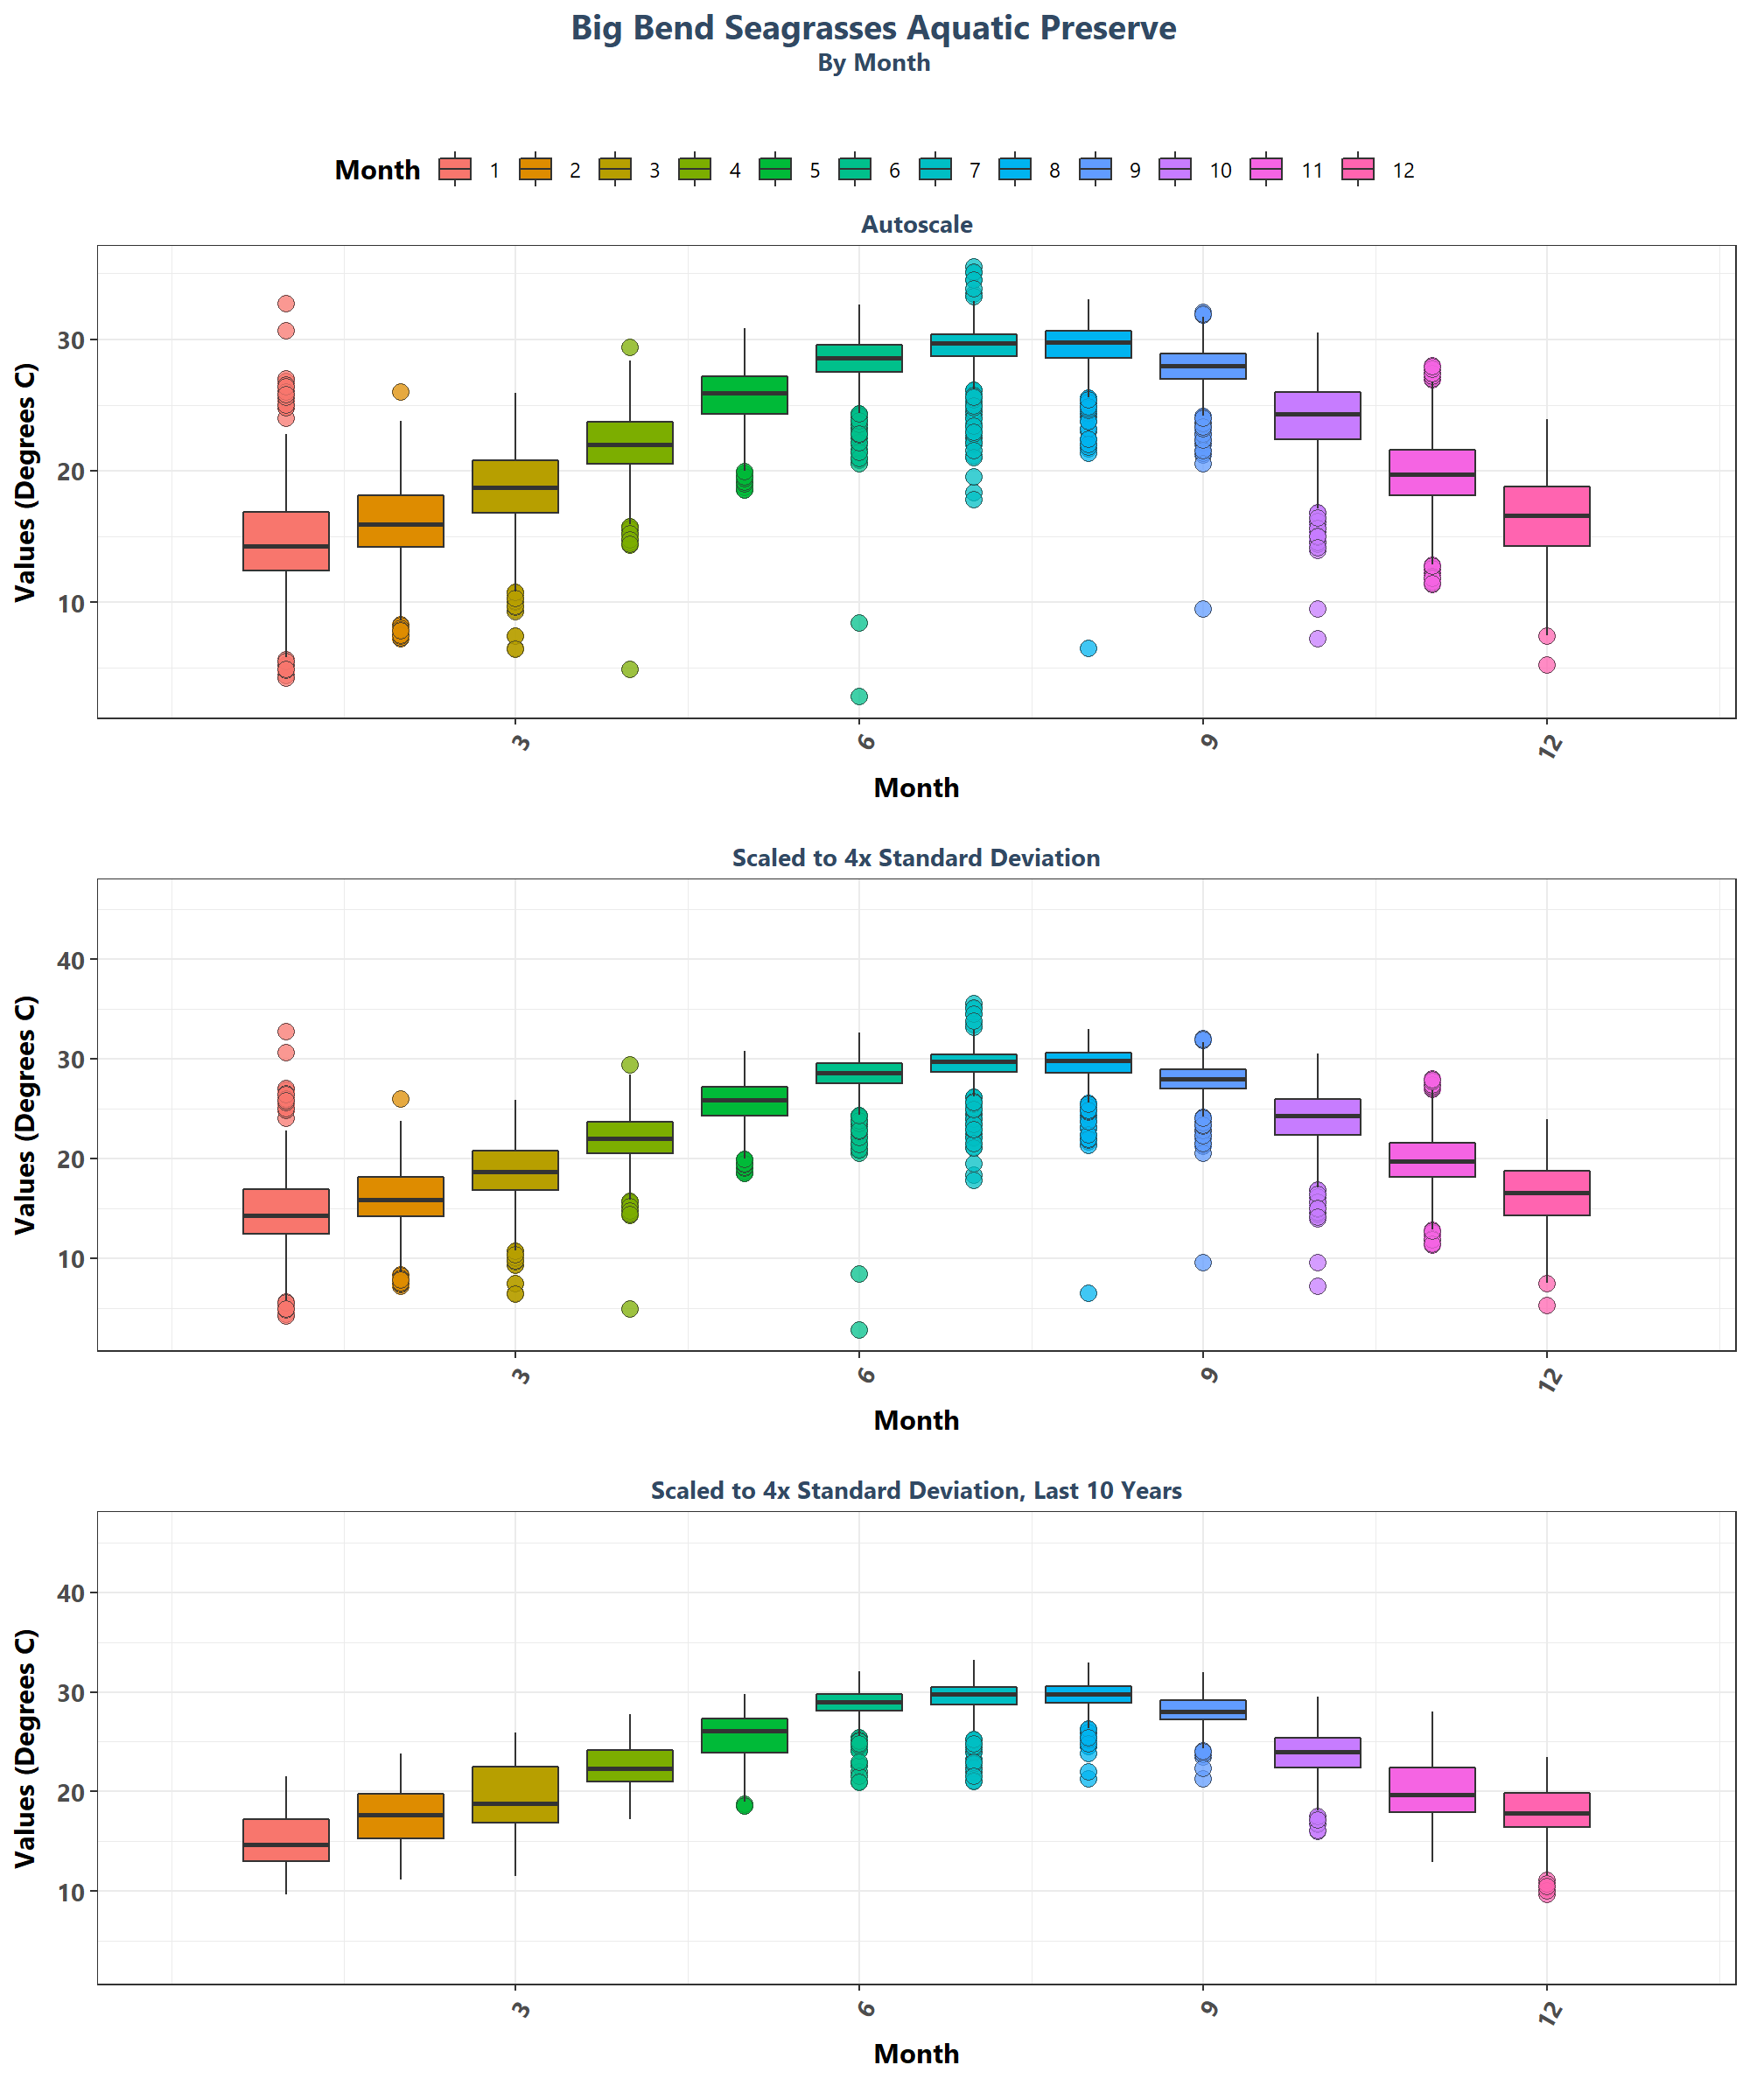 Big Bend Seagrasses Aquatic Preserve
By Month
Month 1 2 3 4 5 6 7 8 9 10 11 12
Autoscale
Values (Degrees C)
30
20
10
3 6 9 12
Month
Scaled to 4x Standard Deviation
Values (Degrees C)
40
30
20
10
3 6 9 12
Month
Scaled to 4x Standard Deviation, Last 10 Years
Values (Degrees C)
40
30
20
10
3 6 9 12
Month